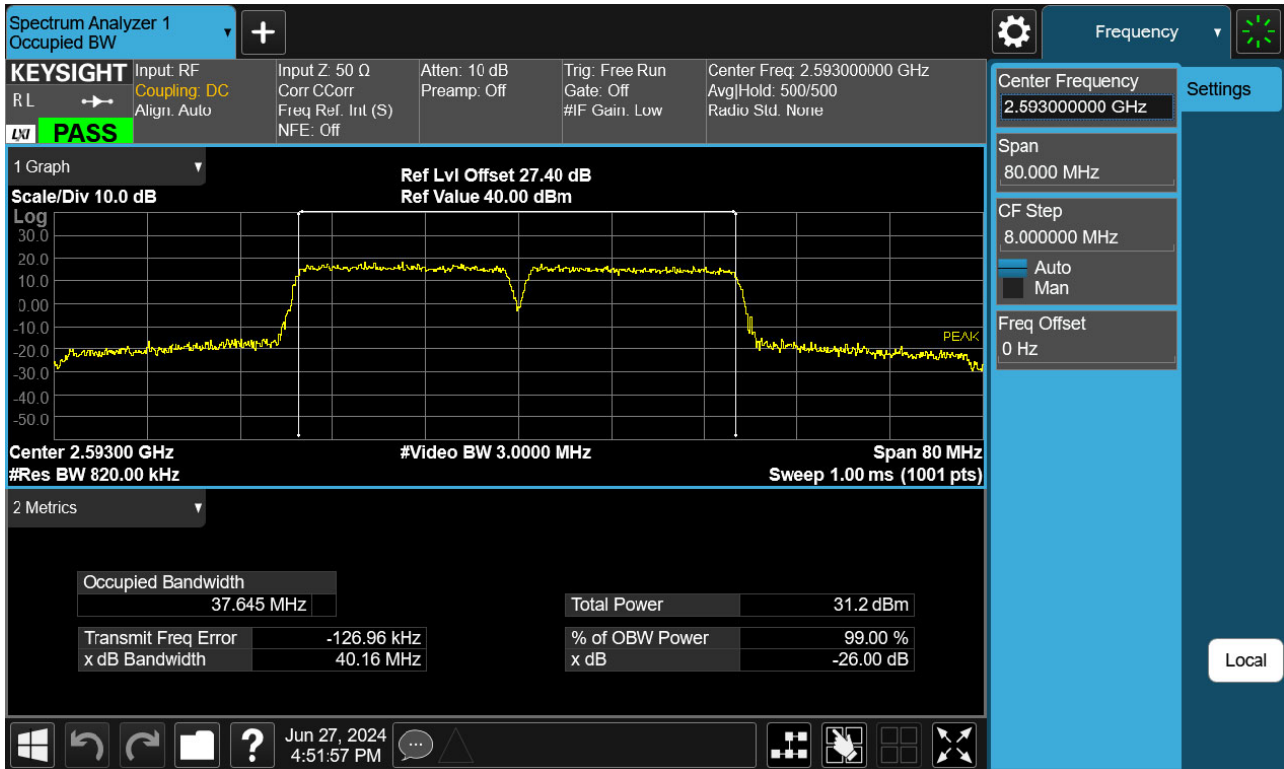 Spectrum Analyzer 1
Occupied BW
+
Frequency
KEYSIGHT
R L
LXI PASS
Input: RF
Coupling: DC
Align: Auto
Input Z: 50 Ω
Corr CCorr
Freq Ref: Int (S)
NFE: Off
Atten: 10 dB
Preamp: Off
Trig: Free Run
Gate: Off
#IF Gain: Low
Center Freq: 2.593000000 GHz
Avg|Hold: 500/500
Radio Std: None
1 Graph
Scale/Div 10.0 dB
Ref Lvl Offset 27.40 dB
Ref Value 40.00 dBm
Log
30.0
20.0
10.0
0.00
-10.0
-20.0
-30.0
-40.0
-50.0
PEAK
Center 2.59300 GHz
#Res BW 820.00 kHz
#Video BW 3.0000 MHz
Span 80 MHz
Sweep 1.00 ms (1001 pts)
2 Metrics
Occupied Bandwidth
37.645 MHz
Transmit Freq Error -126.96 kHz
x dB Bandwidth 40.16 MHz
Total Power 31.2 dBm
% of OBW Power 99.00 %
x dB -26.00 dB
Center Frequency
2.593000000 GHz
Span
80.000 MHz
CF Step
8.000000 MHz
Auto
Man
Freq Offset
0 Hz
Settings
Local
?
Jun 27, 2024
4:51:57 PM